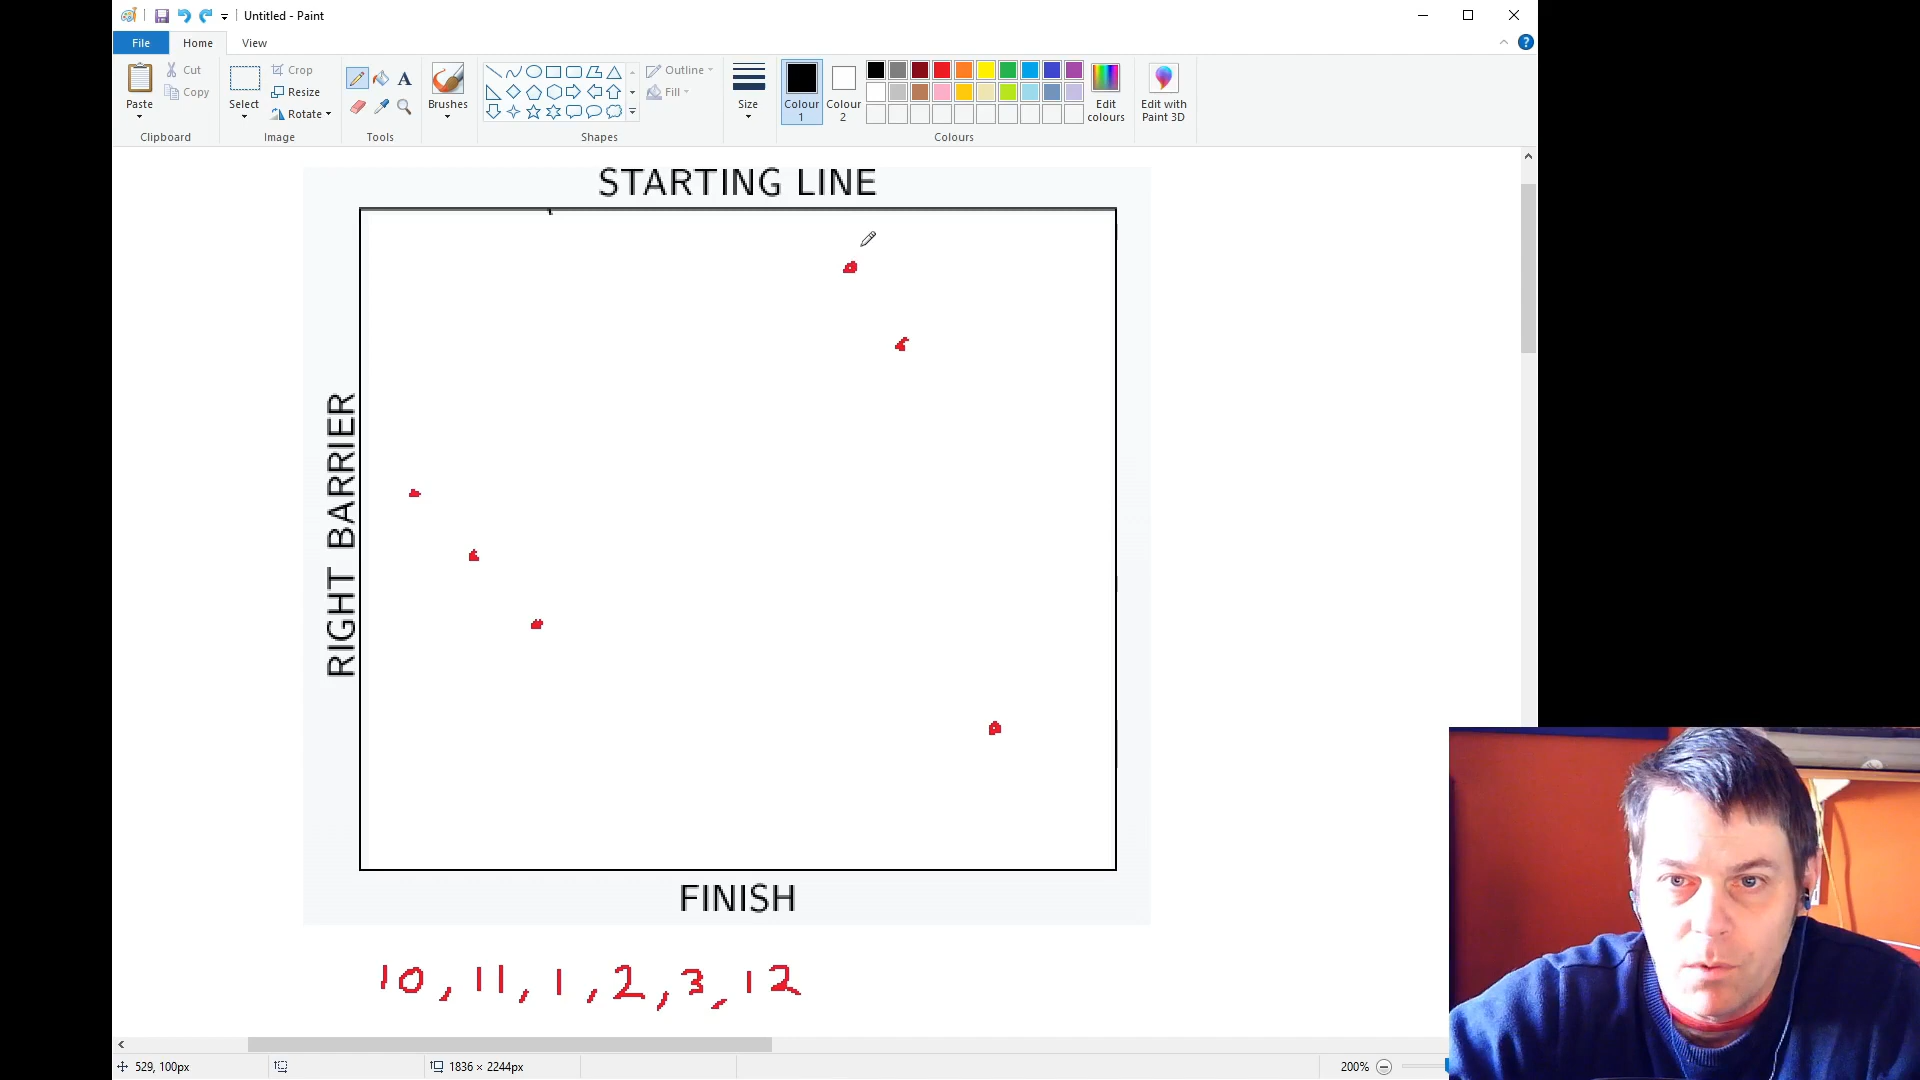 Untitled - Paint
File Home View
Cut
Copy
Paste
Clipboard
Select
Crop
Resize
Rotate
Image
Tools
Brushes
Shapes
Outline
Fill
Size
Colour 1
Colour 2
Colours
Edit colours
Edit with Paint 3D
STARTING LINE
RIGHT BARRIER
FINISH
10, 11, 1, 2, 3, 12
529, 100px
1836 × 2244px
200%